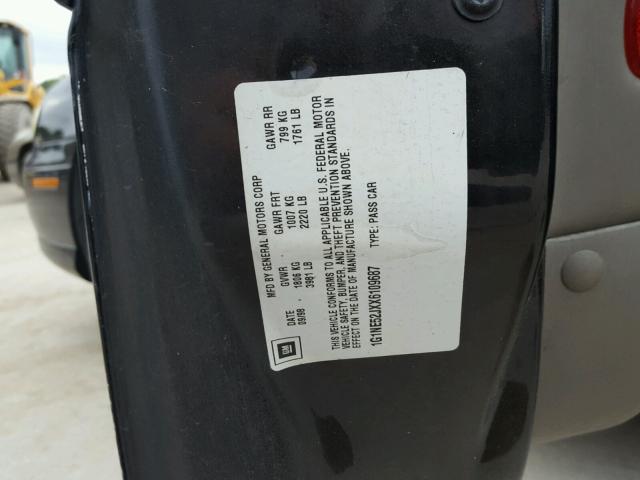 MFD BY GENERAL MOTORS CORP
DATE GVWR GAWR FRT GAWR RR
09/98 1806 KG 1007 KG 799 KG
3981 LB 2220 LB 1761 LB
THIS VEHICLE CONFORMS TO ALL APPLICABLE U.S. FEDERAL MOTOR
VEHICLE SAFETY, BUMPER, AND THEFT PREVENTION STANDARDS IN
EFFECT ON THE DATE OF MANUFACTURE SHOWN ABOVE.
1G1NE52JXX6109687 TYPE: PASS CAR
GM